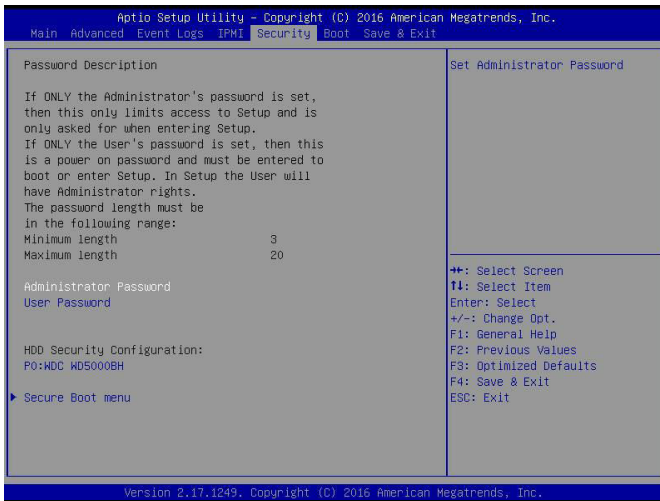 Aptio Setup Utility – Copyright (C) 2016 American Megatrends, Inc.
Main Advanced Event Logs IPMI Security Boot Save & Exit
Password Description
If ONLY the Administrator's password is set,
then this only limits access to Setup and is
only asked for when entering Setup.
If ONLY the User's password is set, then this
is a power on password and must be entered to
boot or enter Setup. In Setup the User will
have Administrator rights.
The password length must be
in the following range:
Minimum length 3
Maximum length 20
Administrator Password
User Password
HDD Security Configuration:
P0:WDC WD5000BH
Secure Boot menu
Set Administrator Password
→←: Select Screen
↑↓: Select Item
Enter: Select
+/-: Change Opt.
F1: General Help
F2: Previous Values
F3: Optimized Defaults
F4: Save & Exit
ESC: Exit
Version 2.17.1249. Copyright (C) 2016 American Megatrends, Inc.